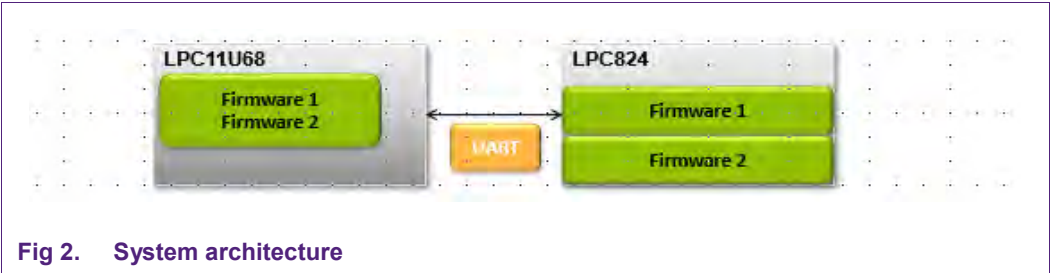 LPC11U68
Firmware 1
Firmware 2
UART
LPC824
Firmware 1
Firmware 2
Fig 2. System architecture